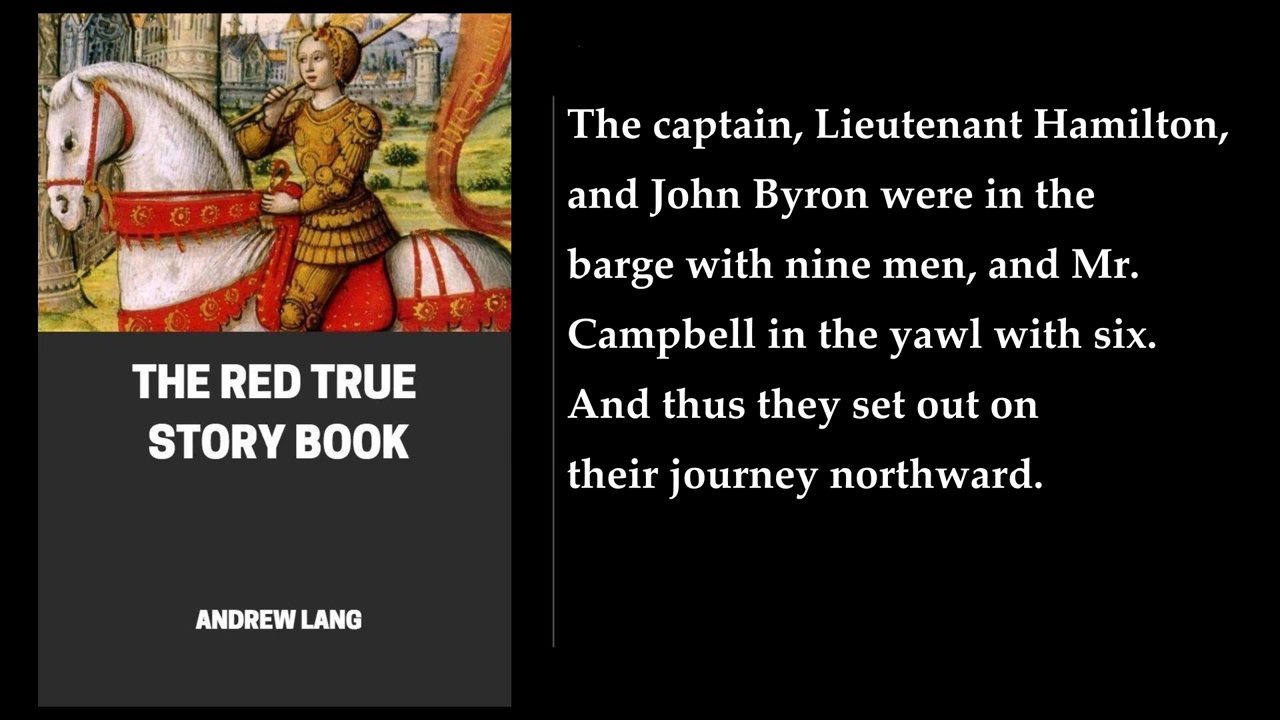 THE RED TRUE
STORY BOOK
ANDREW LANG
The captain, Lieutenant Hamilton,
and John Byron were in the
barge with nine men, and Mr.
Campbell in the yawl with six.
And thus they set out on
their journey northward.